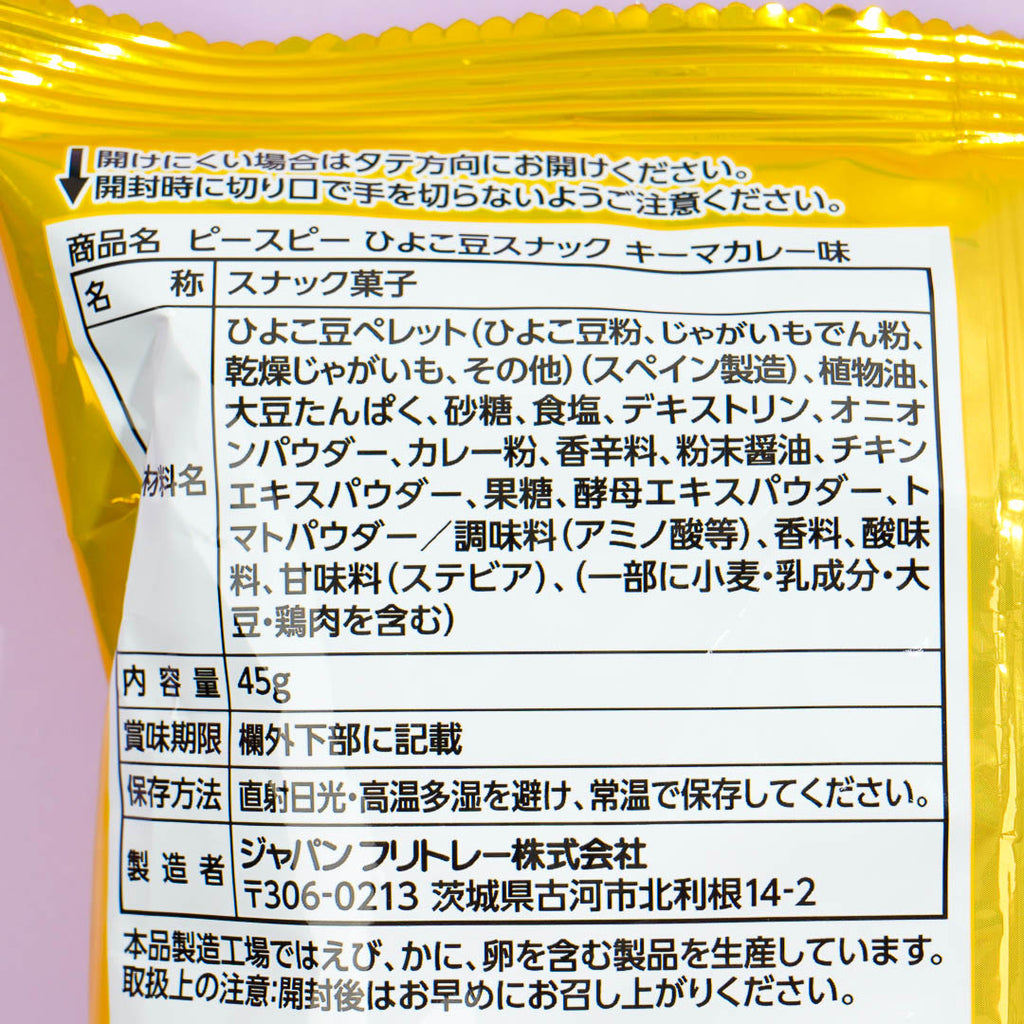 開けにくい場合はタテ方向にお開けください。
開封時に切り口で手を切らないようご注意ください。
商品名 ピースピー ひよこ豆スナック キーマカレー味
名称 スナック菓子
ひよこ豆ペレット(ひよこ豆粉、じゃがいもでん粉、
乾燥じゃがいも、その他)(スペイン製造)、植物油、
大豆たんぱく、砂糖、食塩、デキストリン、オニオ
ンパウダー、カレー粉、香辛料、粉末醤油、チキン
材料名 エキスパウダー、果糖、酵母エキスパウダー、ト
マトパウダー/調味料(アミノ酸等)、香料、酸味
料、甘味料(ステビア)、(一部に小麦・乳成分・大
豆・鶏肉を含む)
内容量 45g
賞味期限 欄外下部に記載
保存方法 直射日光・高温多湿を避け、常温で保存してください。
製造者 ジャパンフリトレー株式会社
〒306-0213 茨城県古河市北利根14-2
本品製造工場ではえび、かに、卵を含む製品を生産しています。
取扱上の注意:開封後はお早めにお召し上がりください。